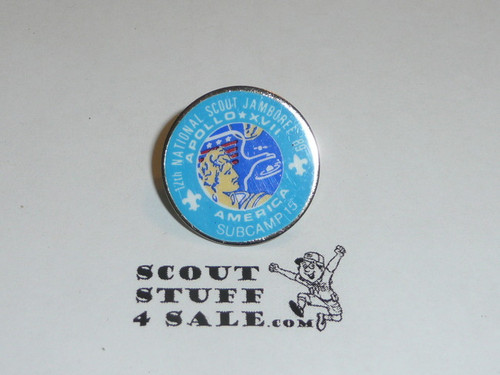 12th NATIONAL SCOUT JAMBOREE '89
APOLLO★XVII
AMERICA
SUBCAMP 15
SCOUT
STUFF
4 SALE.COM